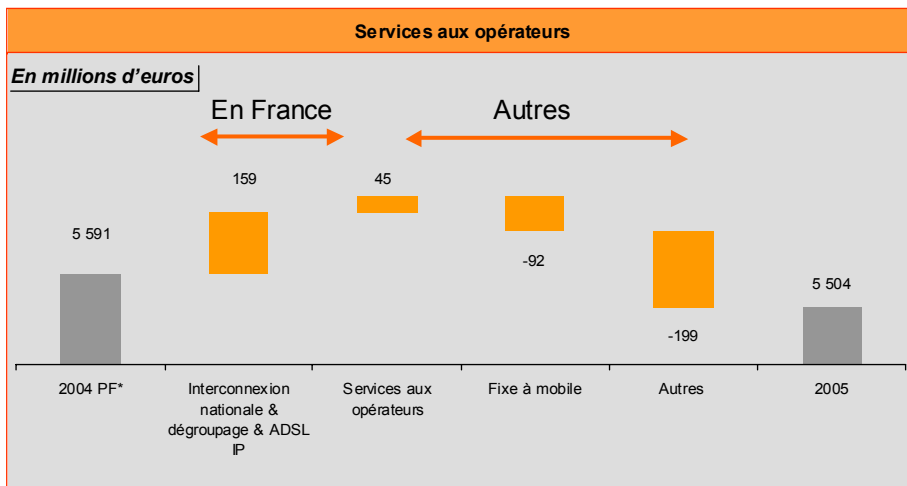 Services aux opérateurs
En millions d'euros
En France
Autres
159
45
5 591
-92
5 504
-199
2004 PF*
Interconnexion
nationale &
dégroupage & ADSL
IP
Services aux
opérateurs
Fixe à mobile
Autres
2005